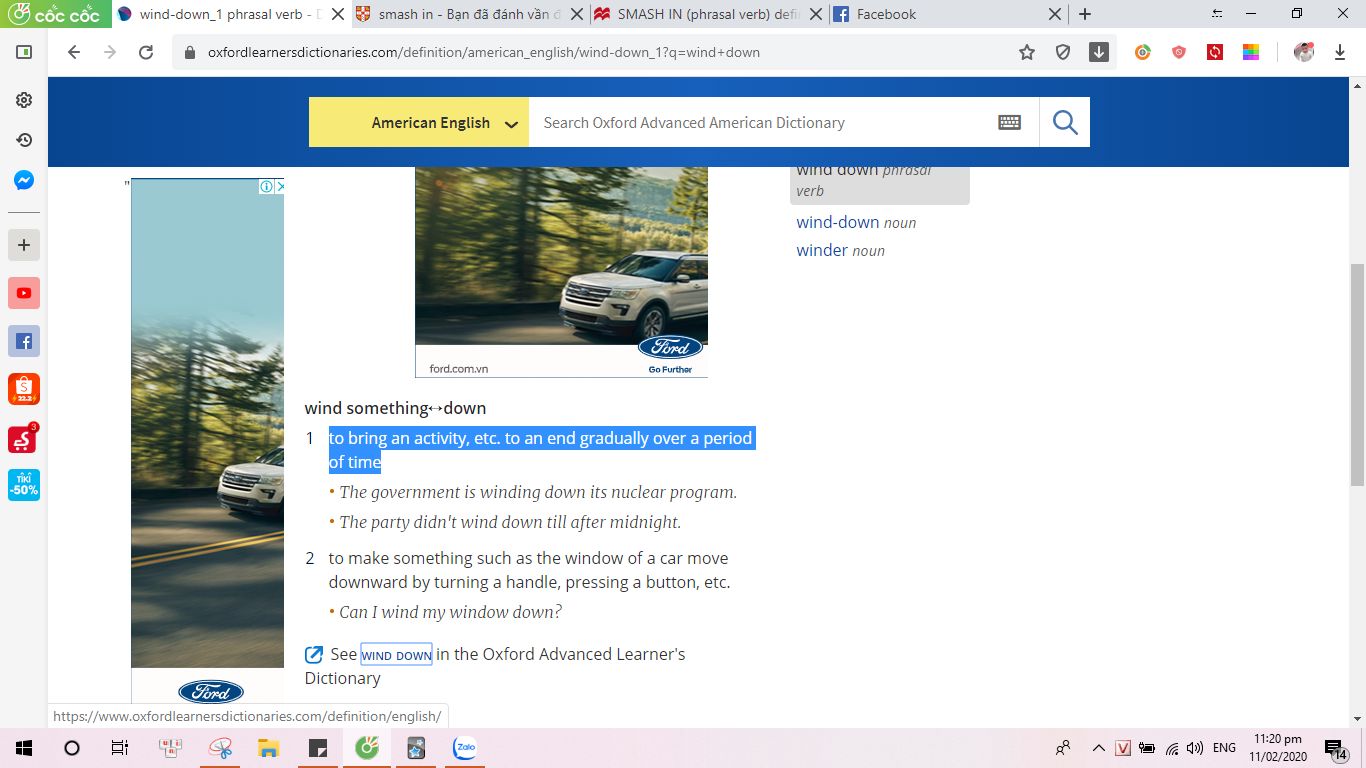 cốc cốc
wind-down_1 phrasal verb - D
smash in - Bạn đã đánh vần đ
SMASH IN (phrasal verb) defi
Facebook
oxfordlearnersdictionaries.com/definition/american_english/wind-down_1?q=wind+down
American English
Search Oxford Advanced American Dictionary
wind down phrasal
verb
wind-down noun
winder noun
"
Ford
ford.com.vn
Go Further
22.2
3
TIKI
-50%
wind something↔down
1 to bring an activity, etc. to an end gradually over a period
of time
• The government is winding down its nuclear program.
• The party didn't wind down till after midnight.
2 to make something such as the window of a car move
downward by turning a handle, pressing a button, etc.
• Can I wind my window down?
See WIND DOWN in the Oxford Advanced Learner's
Dictionary
Ford
https://www.oxfordlearnersdictionaries.com/definition/english/
Zalo
V
ENG
11:20 pm
11/02/2020
14